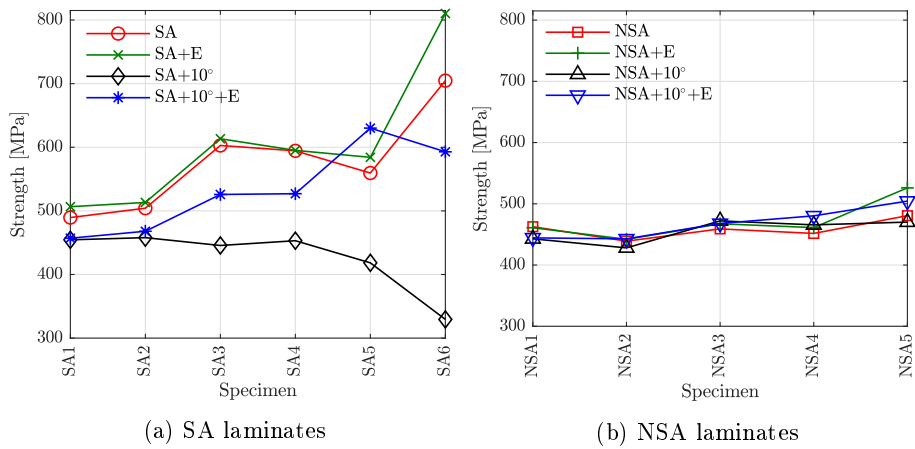 SA
SA+E
SA+10°
SA+10°+E
800
700
600
500
400
300
Strength [MPa]
SA1
SA2
SA3
SA4
SA5
SA6
Specimen
(a) SA laminates
NSA
NSA+E
NSA+10°
NSA+10°+E
800
700
600
500
400
300
Strength [MPa]
NSA1
NSA2
NSA3
NSA4
NSA5
Specimen
(b) NSA laminates